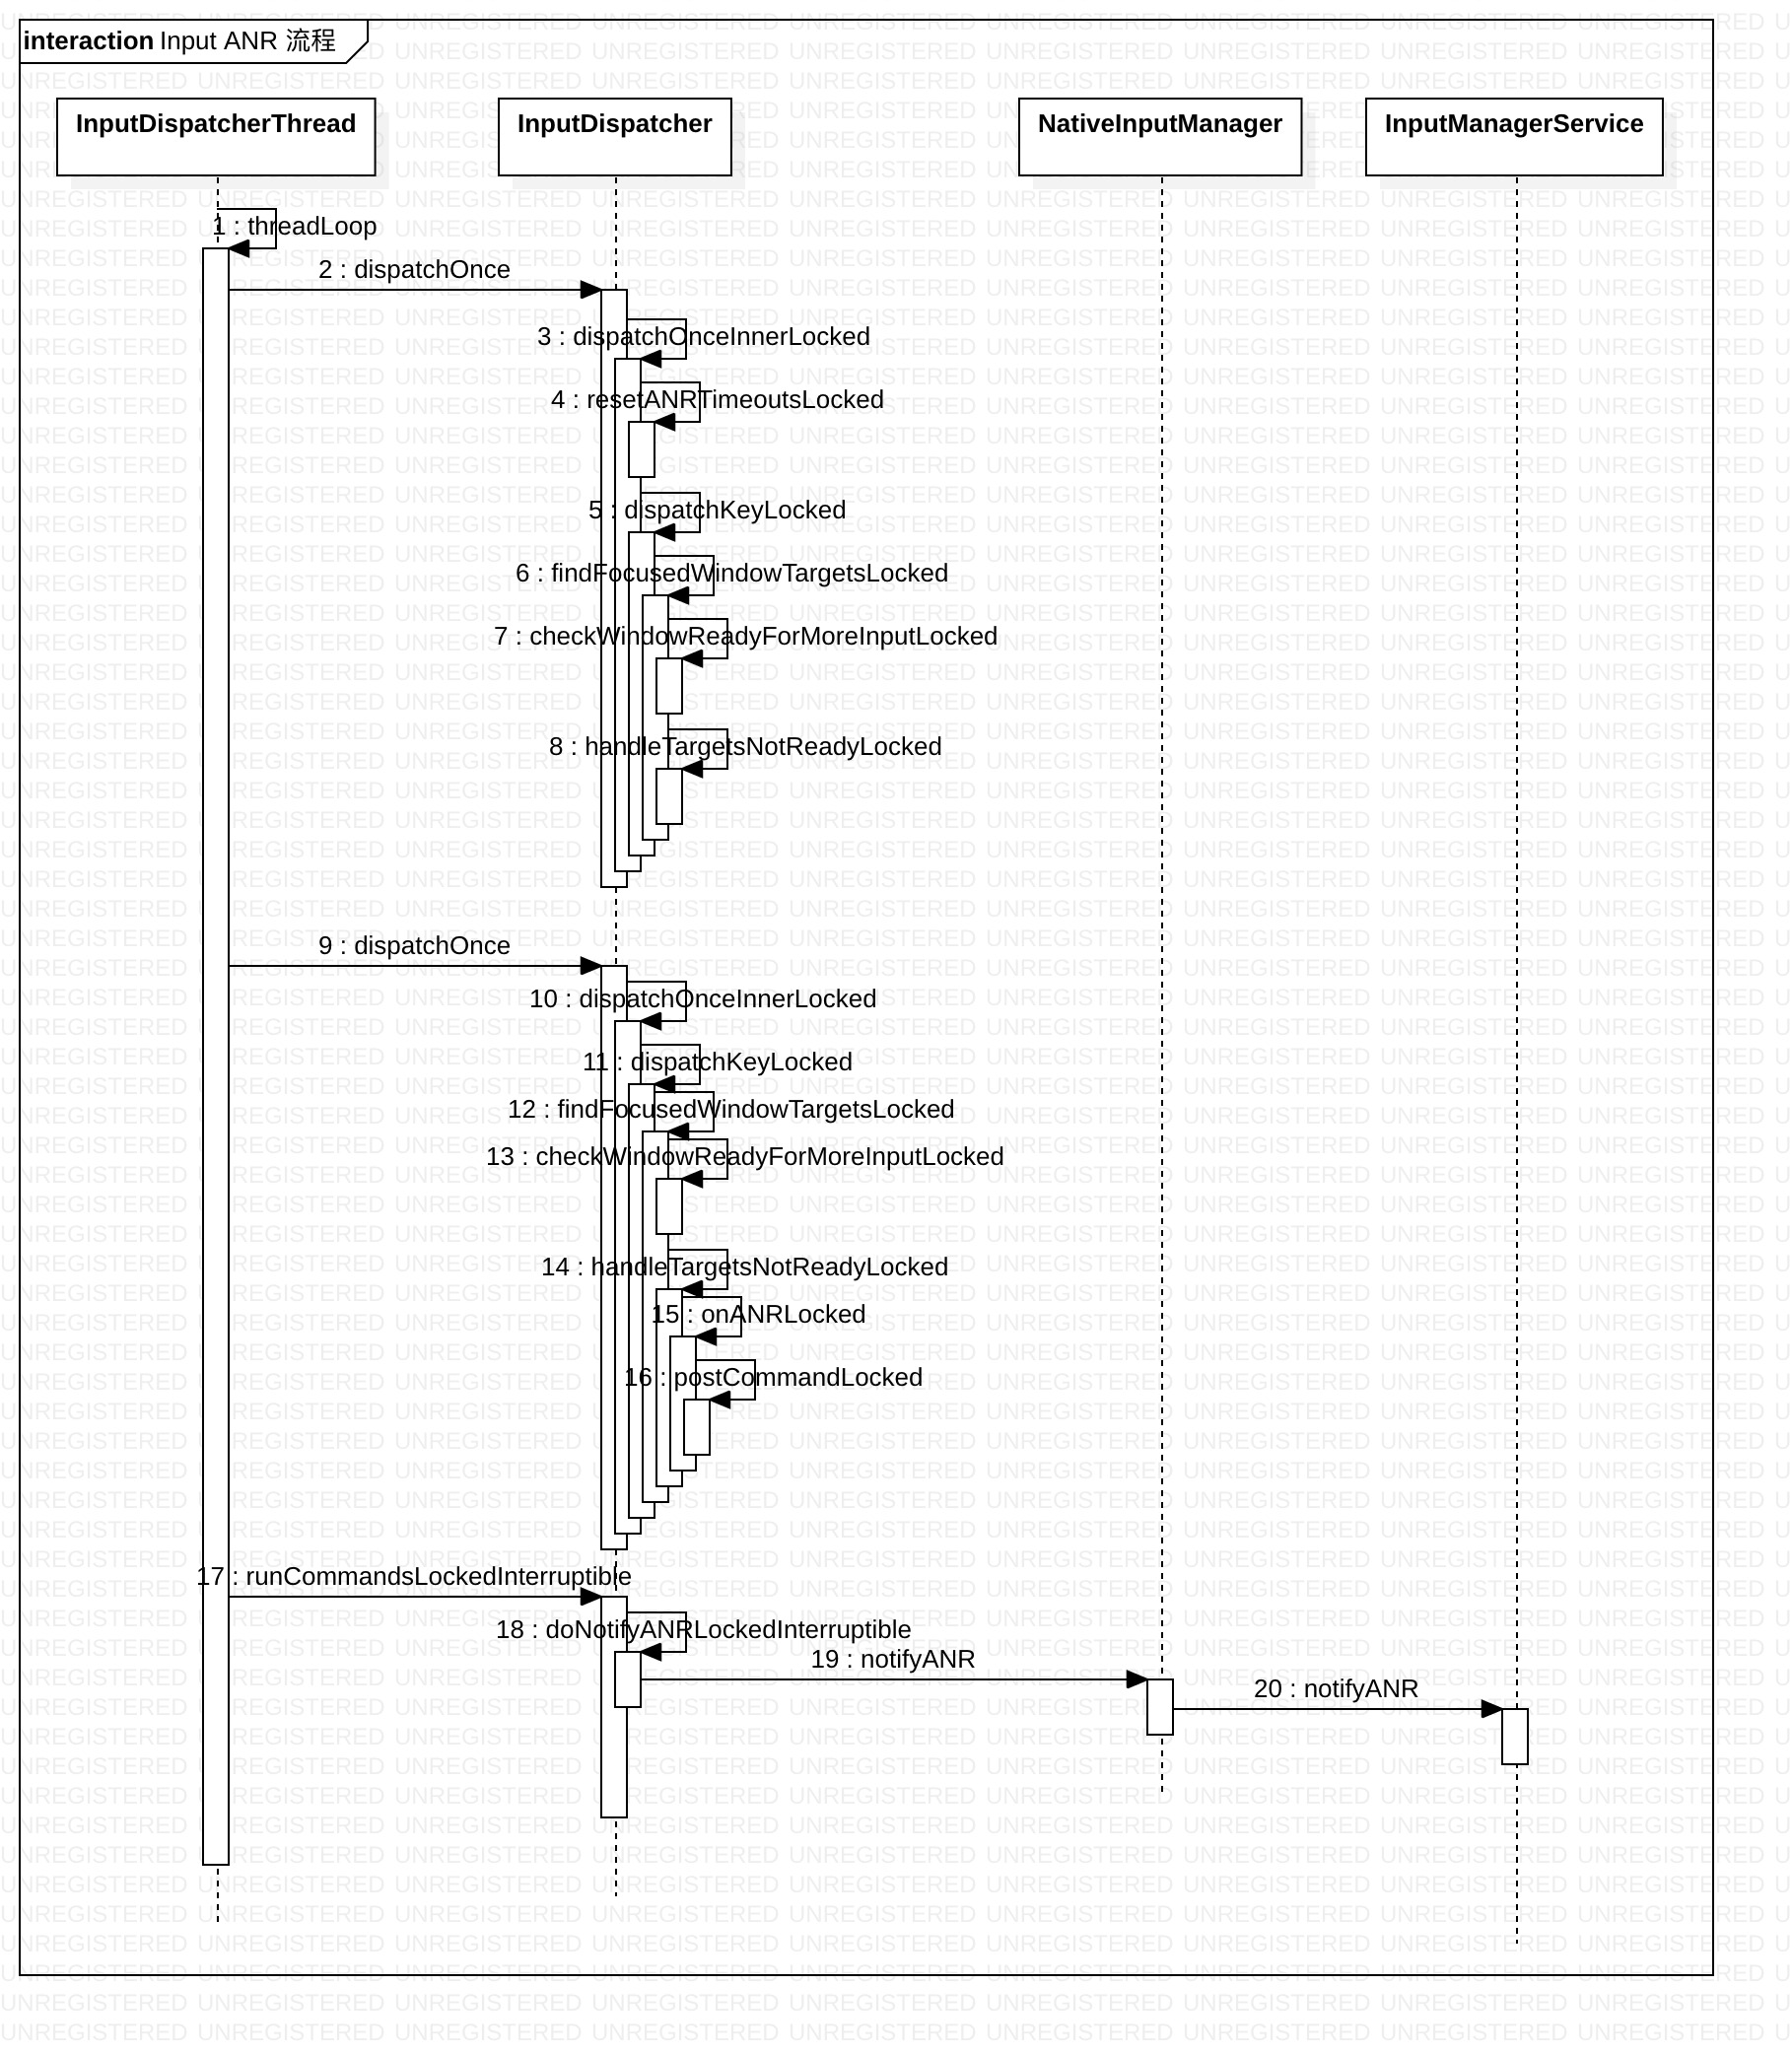 interaction Input ANR 流程
InputDispatcherThread
InputDispatcher
NativeInputManager
InputManagerService
1 : threadLoop
2 : dispatchOnce
3 : dispatchOnceInnerLocked
4 : resetANRTimeoutsLocked
5 : dispatchKeyLocked
6 : findFocusedWindowTargetsLocked
7 : checkWindowReadyForMoreInputLocked
8 : handleTargetsNotReadyLocked
9 : dispatchOnce
10 : dispatchOnceInnerLocked
11 : dispatchKeyLocked
12 : findFocusedWindowTargetsLocked
13 : checkWindowReadyForMoreInputLocked
14 : handleTargetsNotReadyLocked
15 : onANRLocked
16 : postCommandLocked
17 : runCommandsLockedInterruptible
18 : doNotifyANRLockedInterruptible
19 : notifyANR
20 : notifyANR
UNREGISTERED